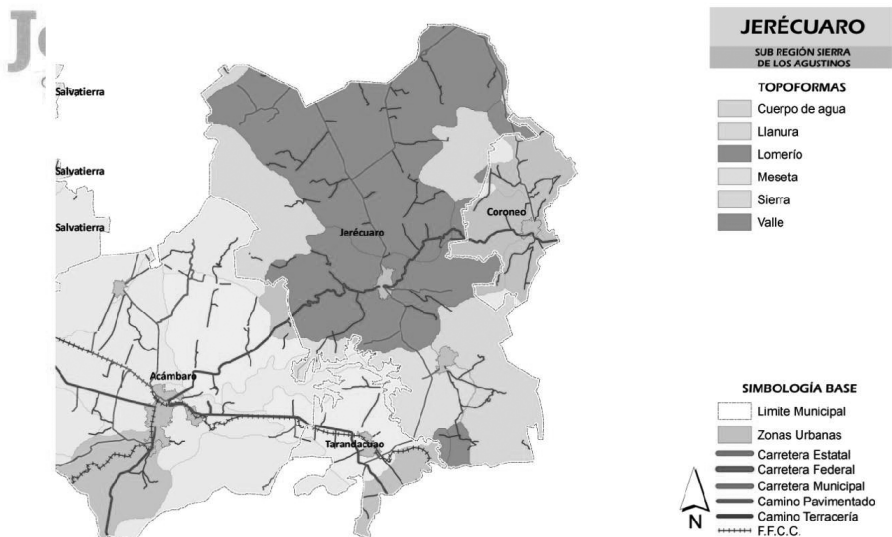 JERÉCUARO
SUB REGIÓN SIERRA
DE LOS AGUSTINOS
TOPOFORMAS
Cuerpo de agua
Llanura
Lomerío
Meseta
Sierra
Valle
Salvatierra
Salvatierra
Salvatierra
Coroneo
Jerécuaro
Acámbaro
Tarandacuao
SIMBOLOGÍA BASE
Limite Municipal
Zonas Urbanas
Carretera Estatal
Carretera Federal
Carretera Municipal
Camino Pavimentado
Camino Terracería
F.F.C.C.
N